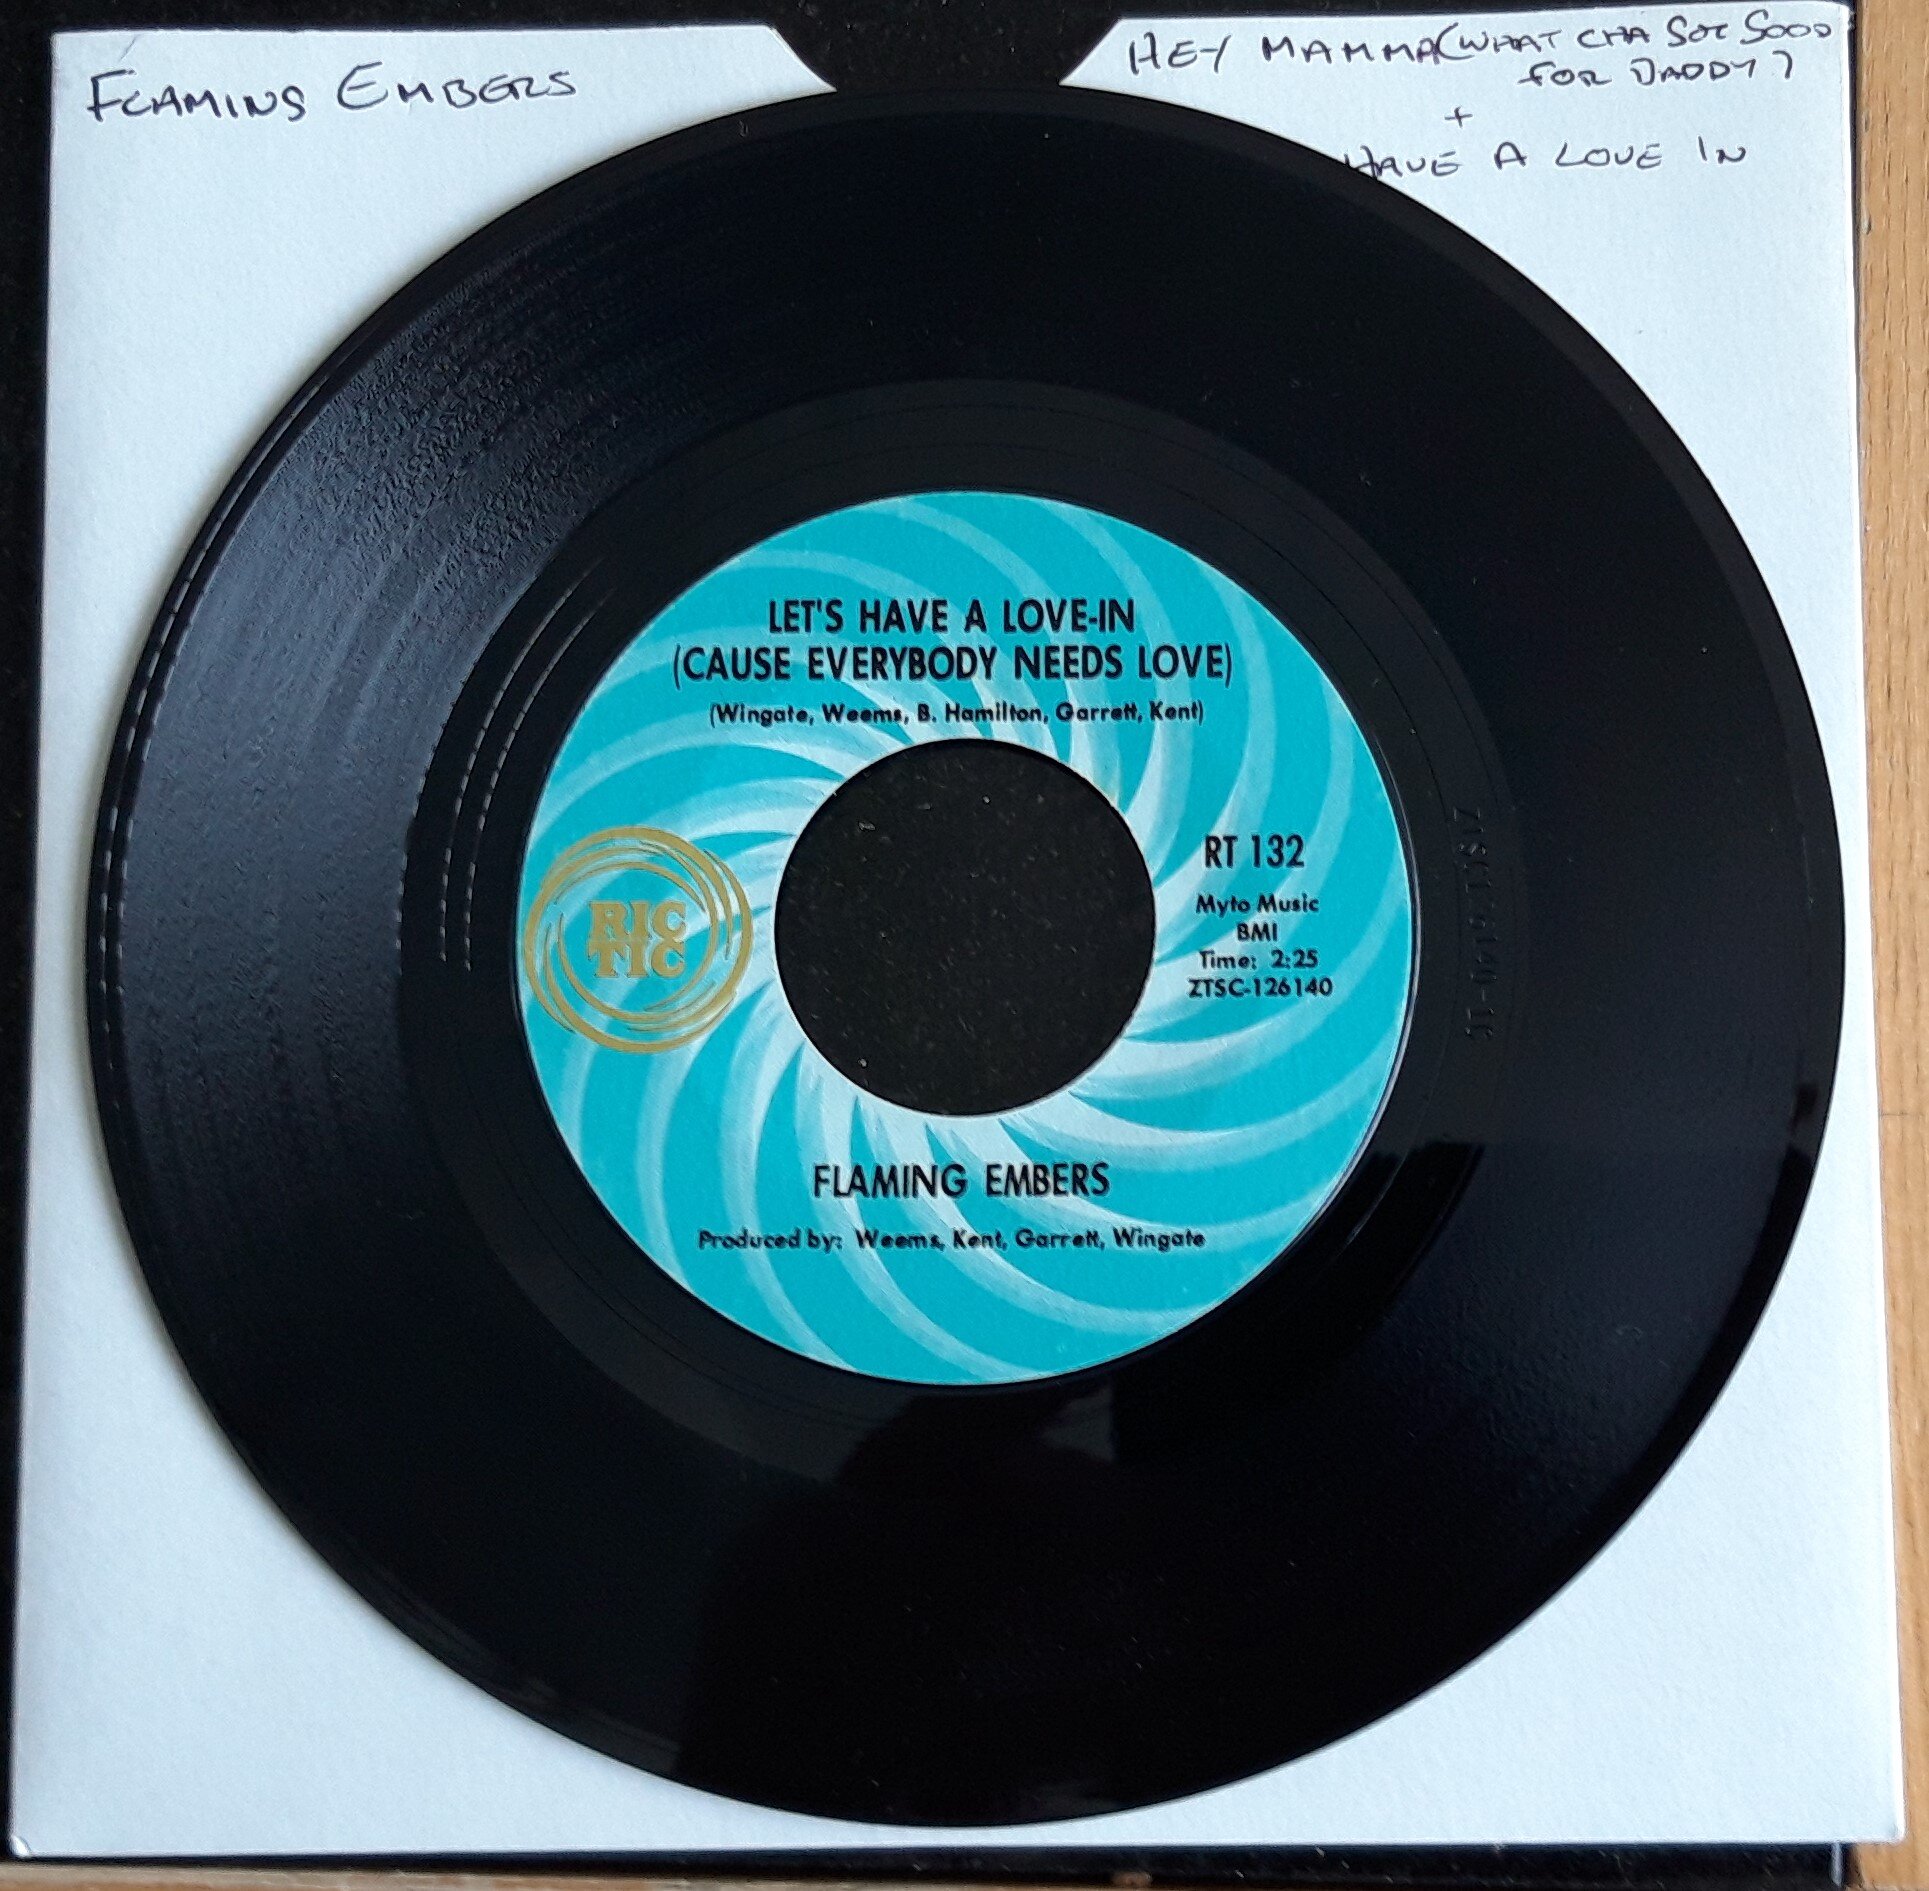 FLAMING EMBERS
HEY MAMMA (WHAT CHA GOT GOOD
FOR DADDY)
+
HAVE A LOVE IN
LET'S HAVE A LOVE-IN
(CAUSE EVERYBODY NEEDS LOVE)
(Wingate, Weems, B. Hamilton, Garrett, Kent)
RIC
TIC
RT 132
Myto Music
BMI
Time: 2:25
ZTSC-126140
FLAMING EMBERS
Produced by: Weems, Kent, Garrett, Wingate